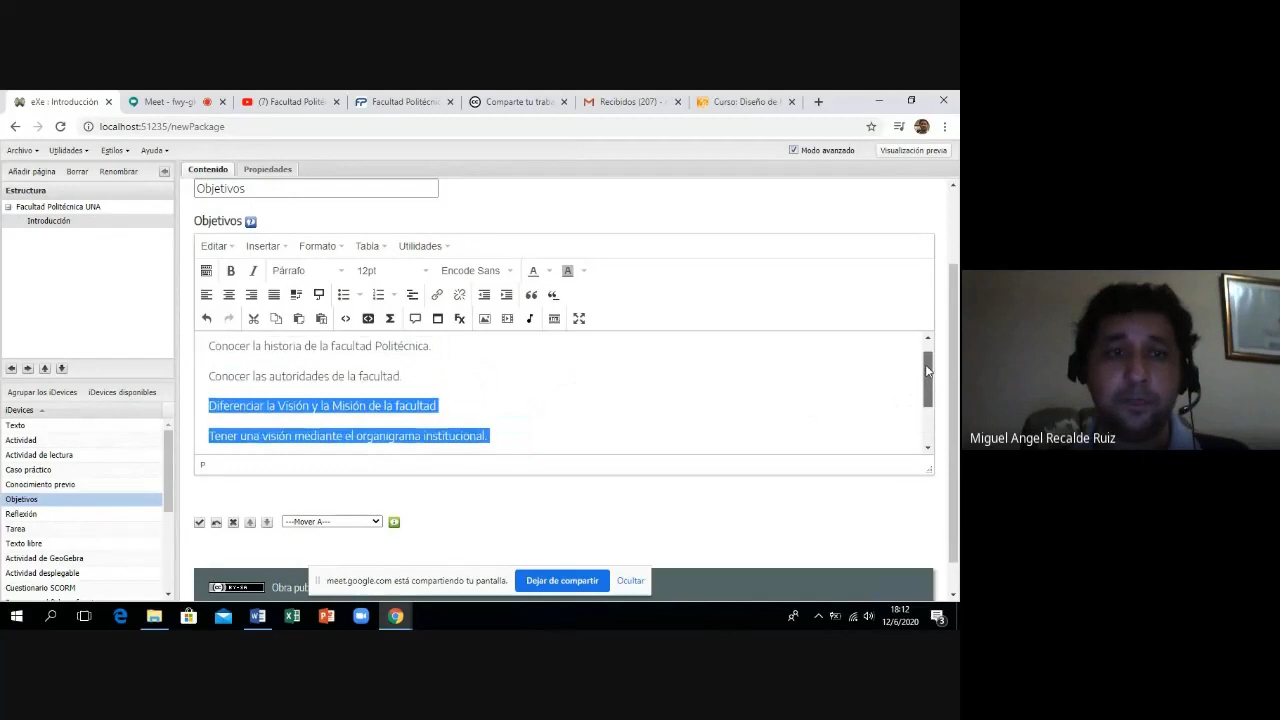 eXe : Introducción
Meet - fwy-g
(7) Facultad Polité
Facultad Politécni
Comparte tu trab
Recibidos (207) -
Curso: Diseño de
localhost:51235/newPackage
Archivo Utilidades Estilos Ayuda
Modo avanzado
Visualización previa
Añadir página Borrar Renombrar
Contenido
Propiedades
Estructura
Facultad Politécnica UNA
Introducción
Objetivos
Objetivos
Editar Insertar Formato Tabla Utilidades
Párrafo 12pt Encode Sans
Conocer la historia de la facultad Politécnica.
Conocer las autoridades de la facultad.
Diferenciar la Visión y la Misión de la facultad
Tener una visión mediante el organigrama institucional.
P
---Mover A---
Agrupar los iDevices
iDevices disponibles
iDevices
Texto
Actividad
Actividad de lectura
Caso práctico
Conocimiento previo
Objetivos
Reflexión
Tarea
Texto libre
Actividad de GeoGebra
Actividad desplegable
Cuestionario SCORM
Obra pub
meet.google.com está compartiendo tu pantalla.
Dejar de compartir
Ocultar
18:12
12/6/2020
3
Miguel Angel Recalde Ruiz